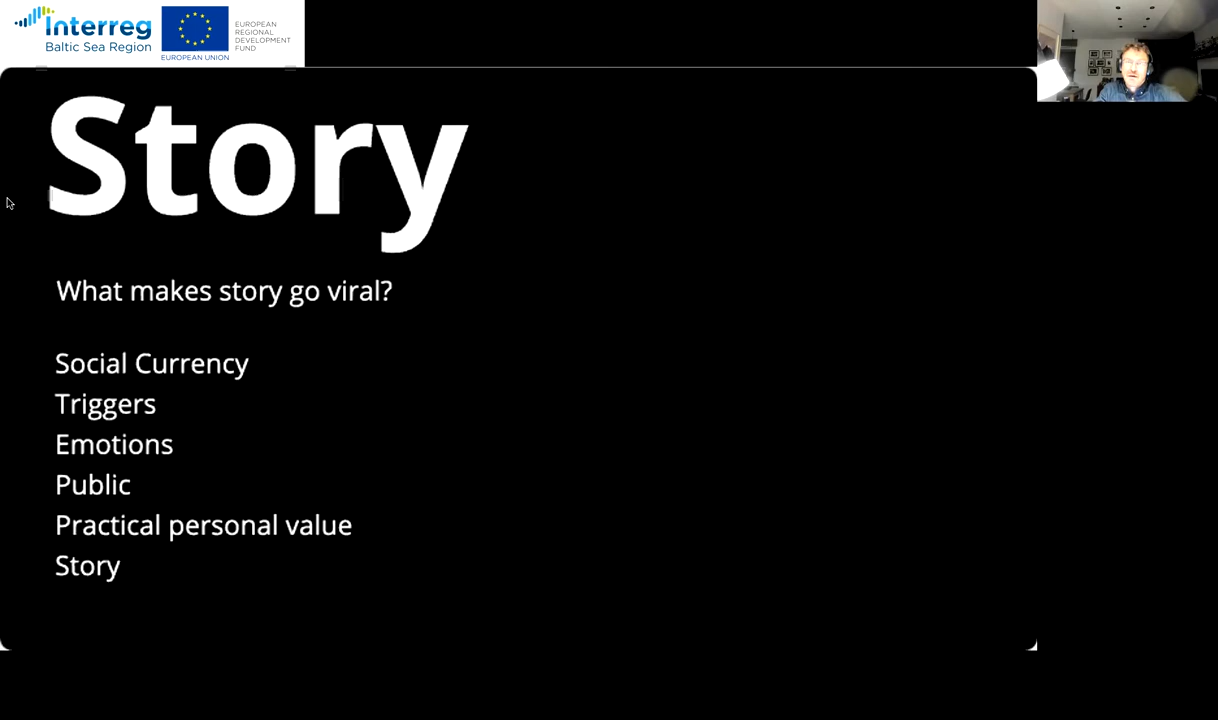 Interreg
Baltic Sea Region
EUROPEAN UNION
EUROPEAN
REGIONAL
DEVELOPMENT
FUND
Story
What makes story go viral?
Social Currency
Triggers
Emotions
Public
Practical personal value
Story